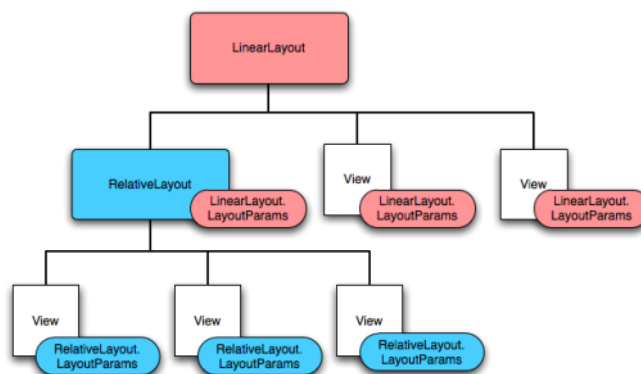 LinearLayout
RelativeLayout
LinearLayout.
LayoutParams
View
LinearLayout.
LayoutParams
View
LinearLayout.
LayoutParams
View
RelativeLayout.
LayoutParams
View
RelativeLayout.
LayoutParams
View
RelativeLayout.
LayoutParams